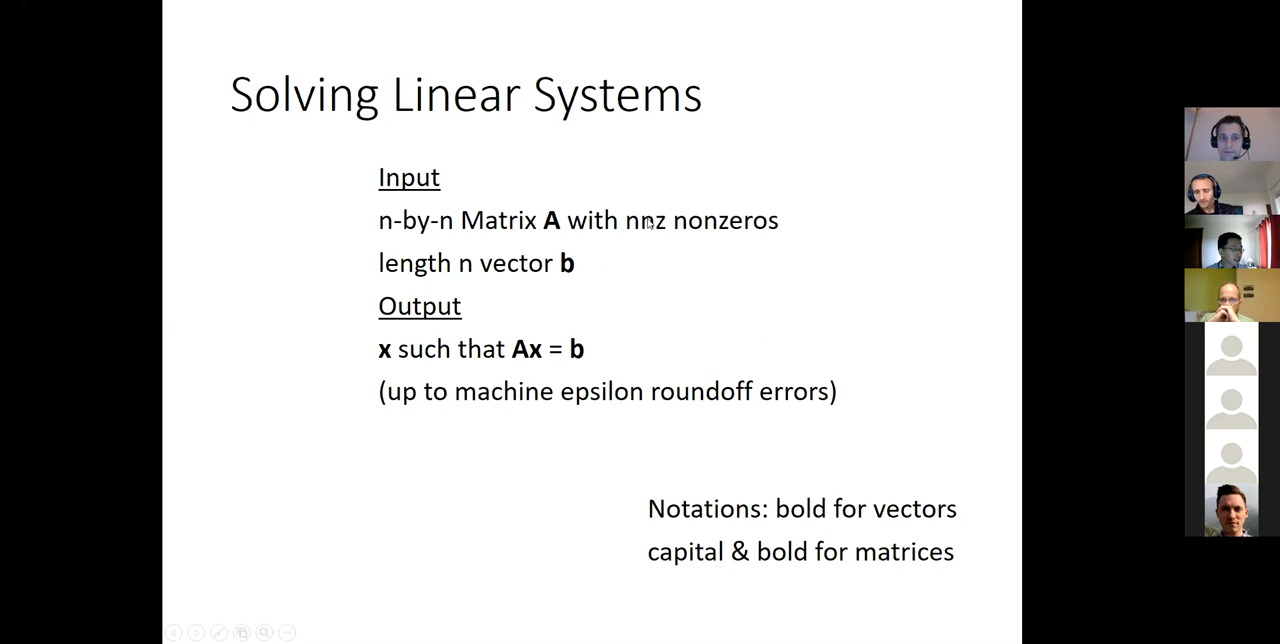 Solving Linear Systems
Input
n-by-n Matrix A with nnz nonzeros
length n vector b
Output
x such that Ax = b
(up to machine epsilon roundoff errors)
Notations: bold for vectors
capital & bold for matrices